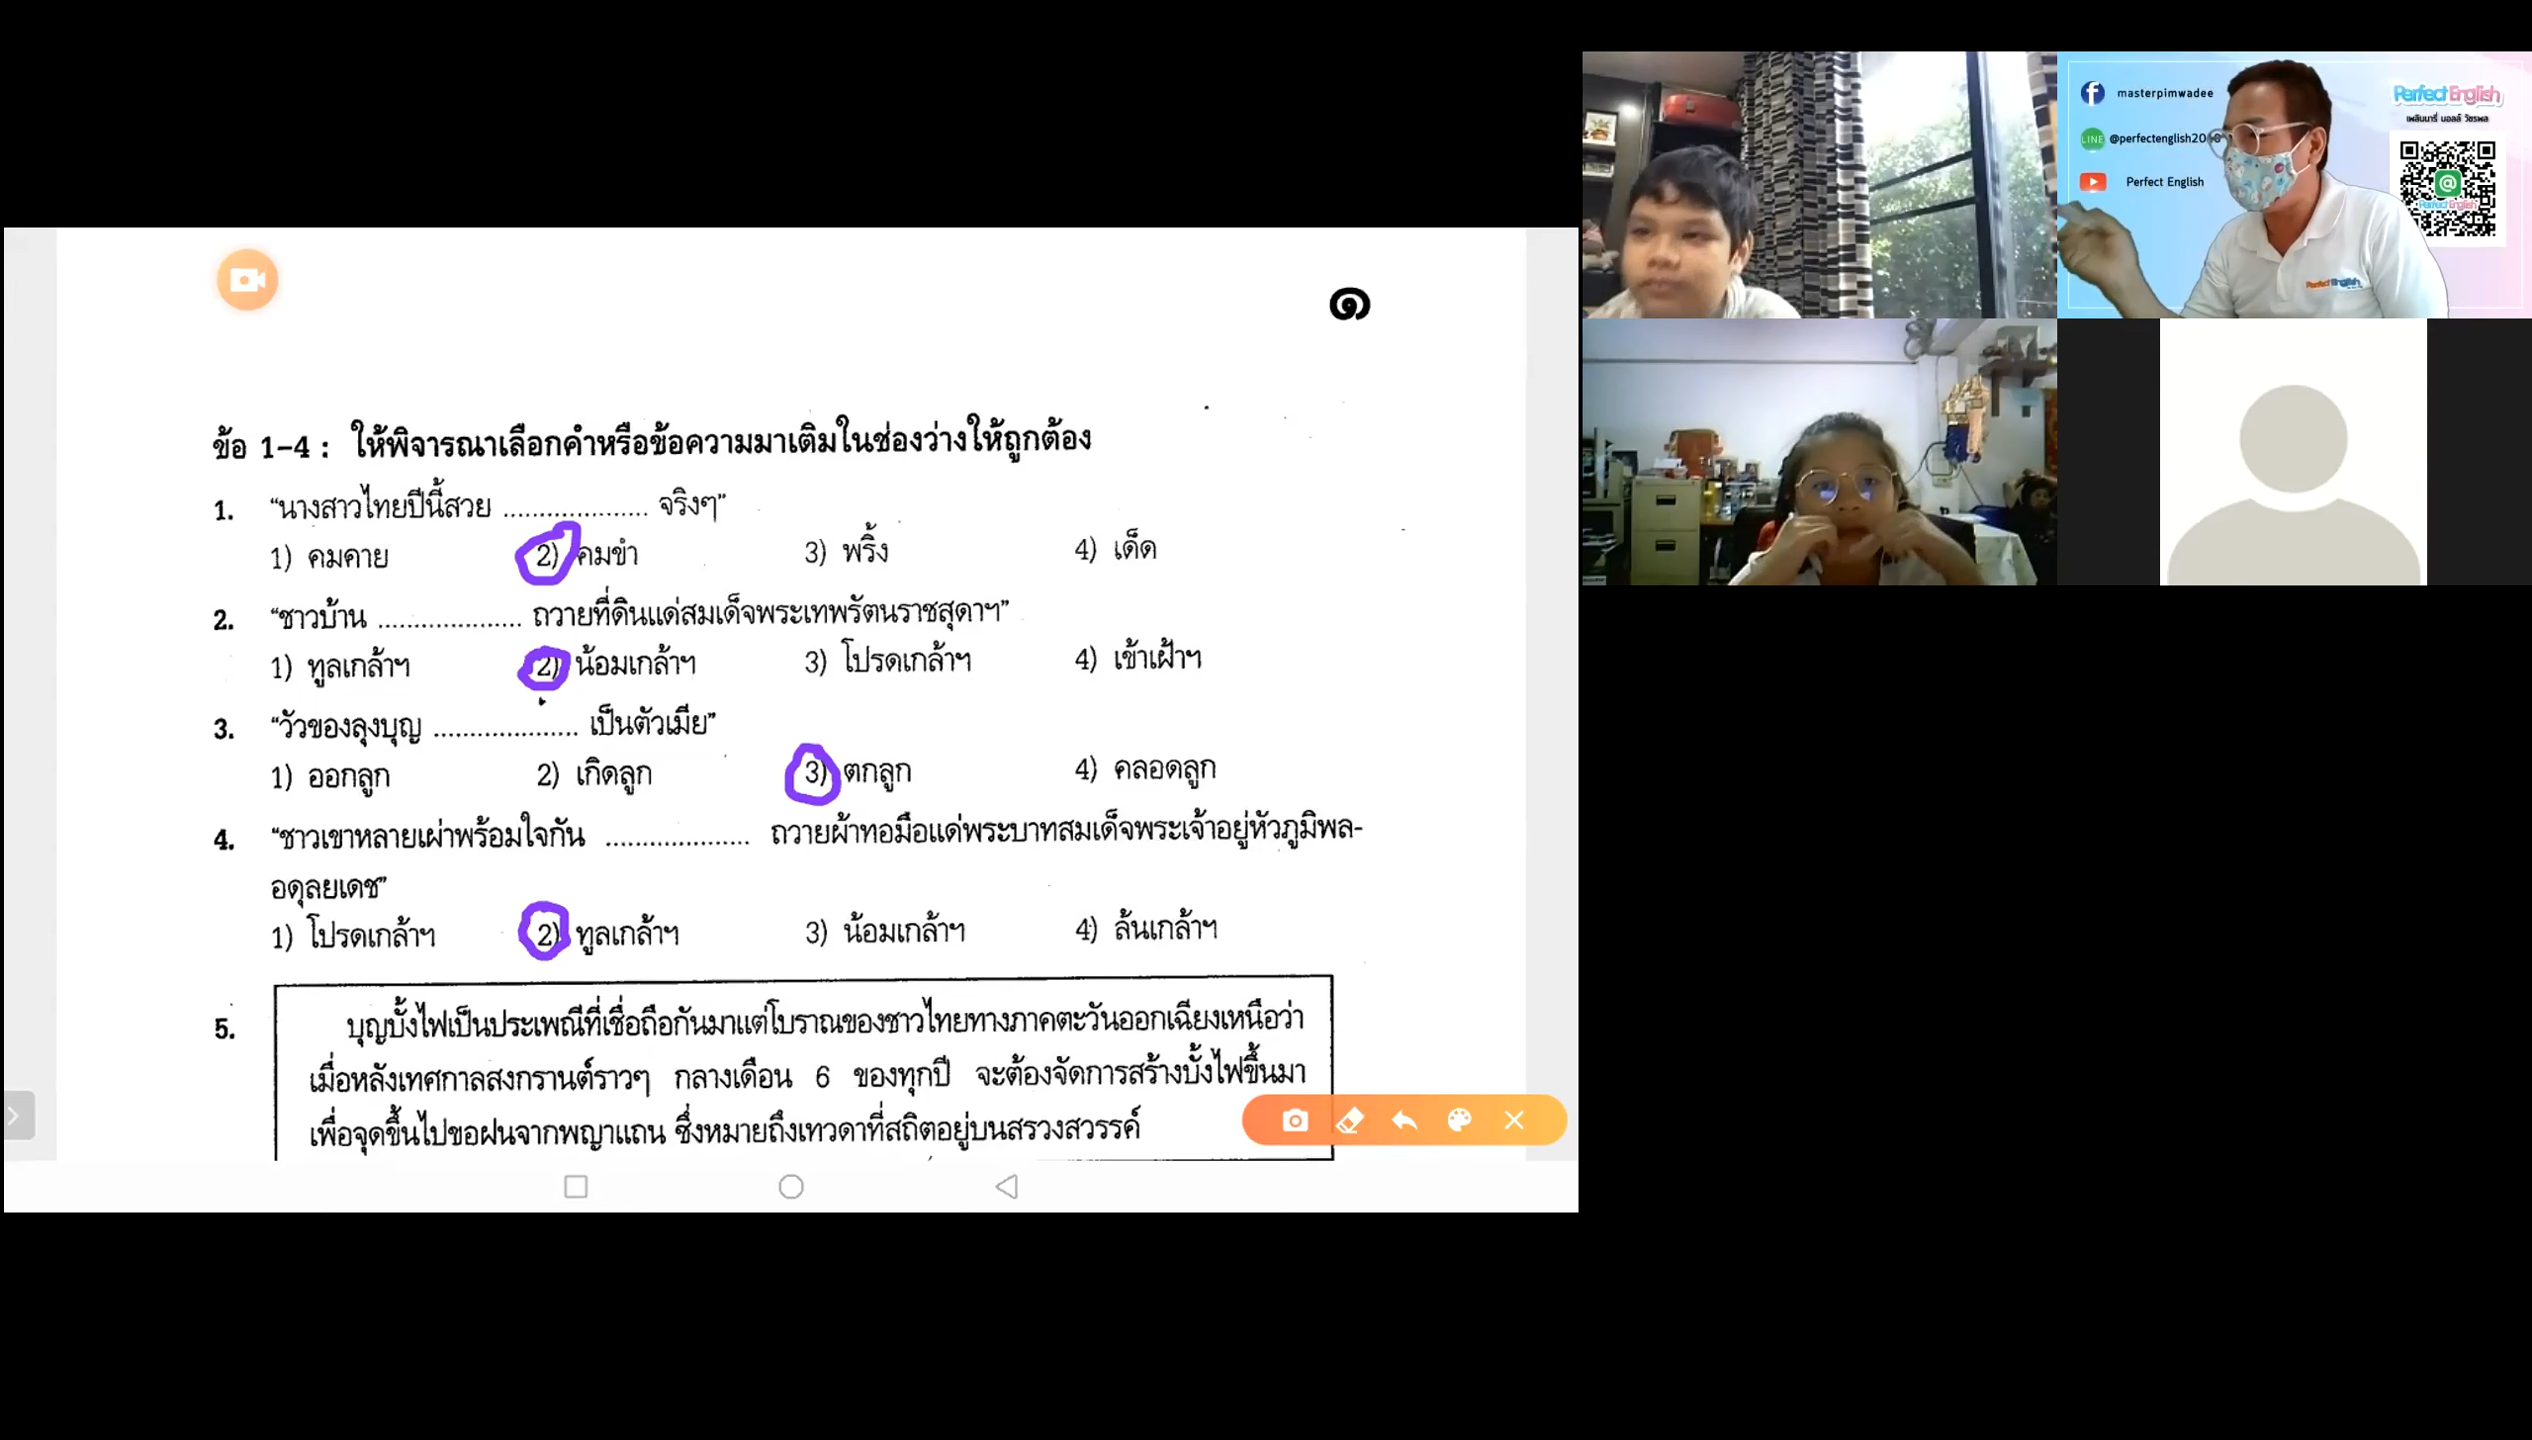 ๑
ข้อ 1-4 : ให้พิจารณาเลือกคำหรือข้อความมาเติมในช่องว่างให้ถูกต้อง
1. “นางสาวไทยปีนี้สวย .................... จริงๆ”
1) คมคาย 2) คมขำ 3) พริ้ง 4) เด็ด
2. “ชาวบ้าน .................... ถวายที่ดินแด่สมเด็จพระเทพรัตนราชสุดาฯ”
1) ทูลเกล้าฯ 2) น้อมเกล้าฯ 3) โปรดเกล้าฯ 4) เข้าเฝ้าฯ
3. “วัวของลุงบุญ .................... เป็นตัวเมีย”
1) ออกลูก 2) เกิดลูก 3) ตกลูก 4) คลอดลูก
4. “ชาวเขาหลายเผ่าพร้อมใจกัน .................... ถวายผ้าทอมือแด่พระบาทสมเด็จพระเจ้าอยู่หัวภูมิพล-
อดุลยเดช”
1) โปรดเกล้าฯ 2) ทูลเกล้าฯ 3) น้อมเกล้าฯ 4) ล้นเกล้าฯ
5. บุญบั้งไฟเป็นประเพณีที่เชื่อถือกันมาแต่โบราณของชาวไทยทางภาคตะวันออกเฉียงเหนือว่า
เมื่อหลังเทศกาลสงกรานต์ราวๆ กลางเดือน 6 ของทุกปี จะต้องจัดการสร้างบั้งไฟขึ้นมา
เพื่อจุดขึ้นไปขอฝนจากพญาแถน ซึ่งหมายถึงเทวดาที่สถิตอยู่บนสรวงสวรรค์
masterpimwadee
LINE @perfectenglish20
Perfect English
Perfect English
เพลินนารี่ มอลล์ วัชรพล
Perfect English
Perfect English